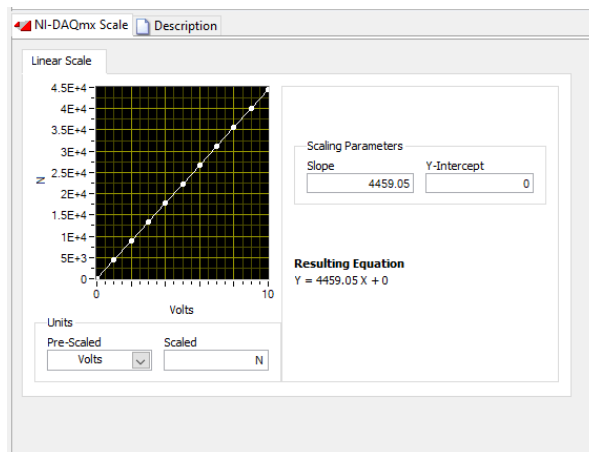 NI-DAQmx Scale Description
Linear Scale
4.5E+4
4E+4
3.5E+4
3E+4
2.5E+4
2E+4
1.5E+4
1E+4
5E+3
0
N
0 10
Volts
Scaling Parameters
Slope Y-Intercept
4459.05 0
Resulting Equation
Y = 4459.05 X + 0
Units
Pre-Scaled Scaled
Volts N